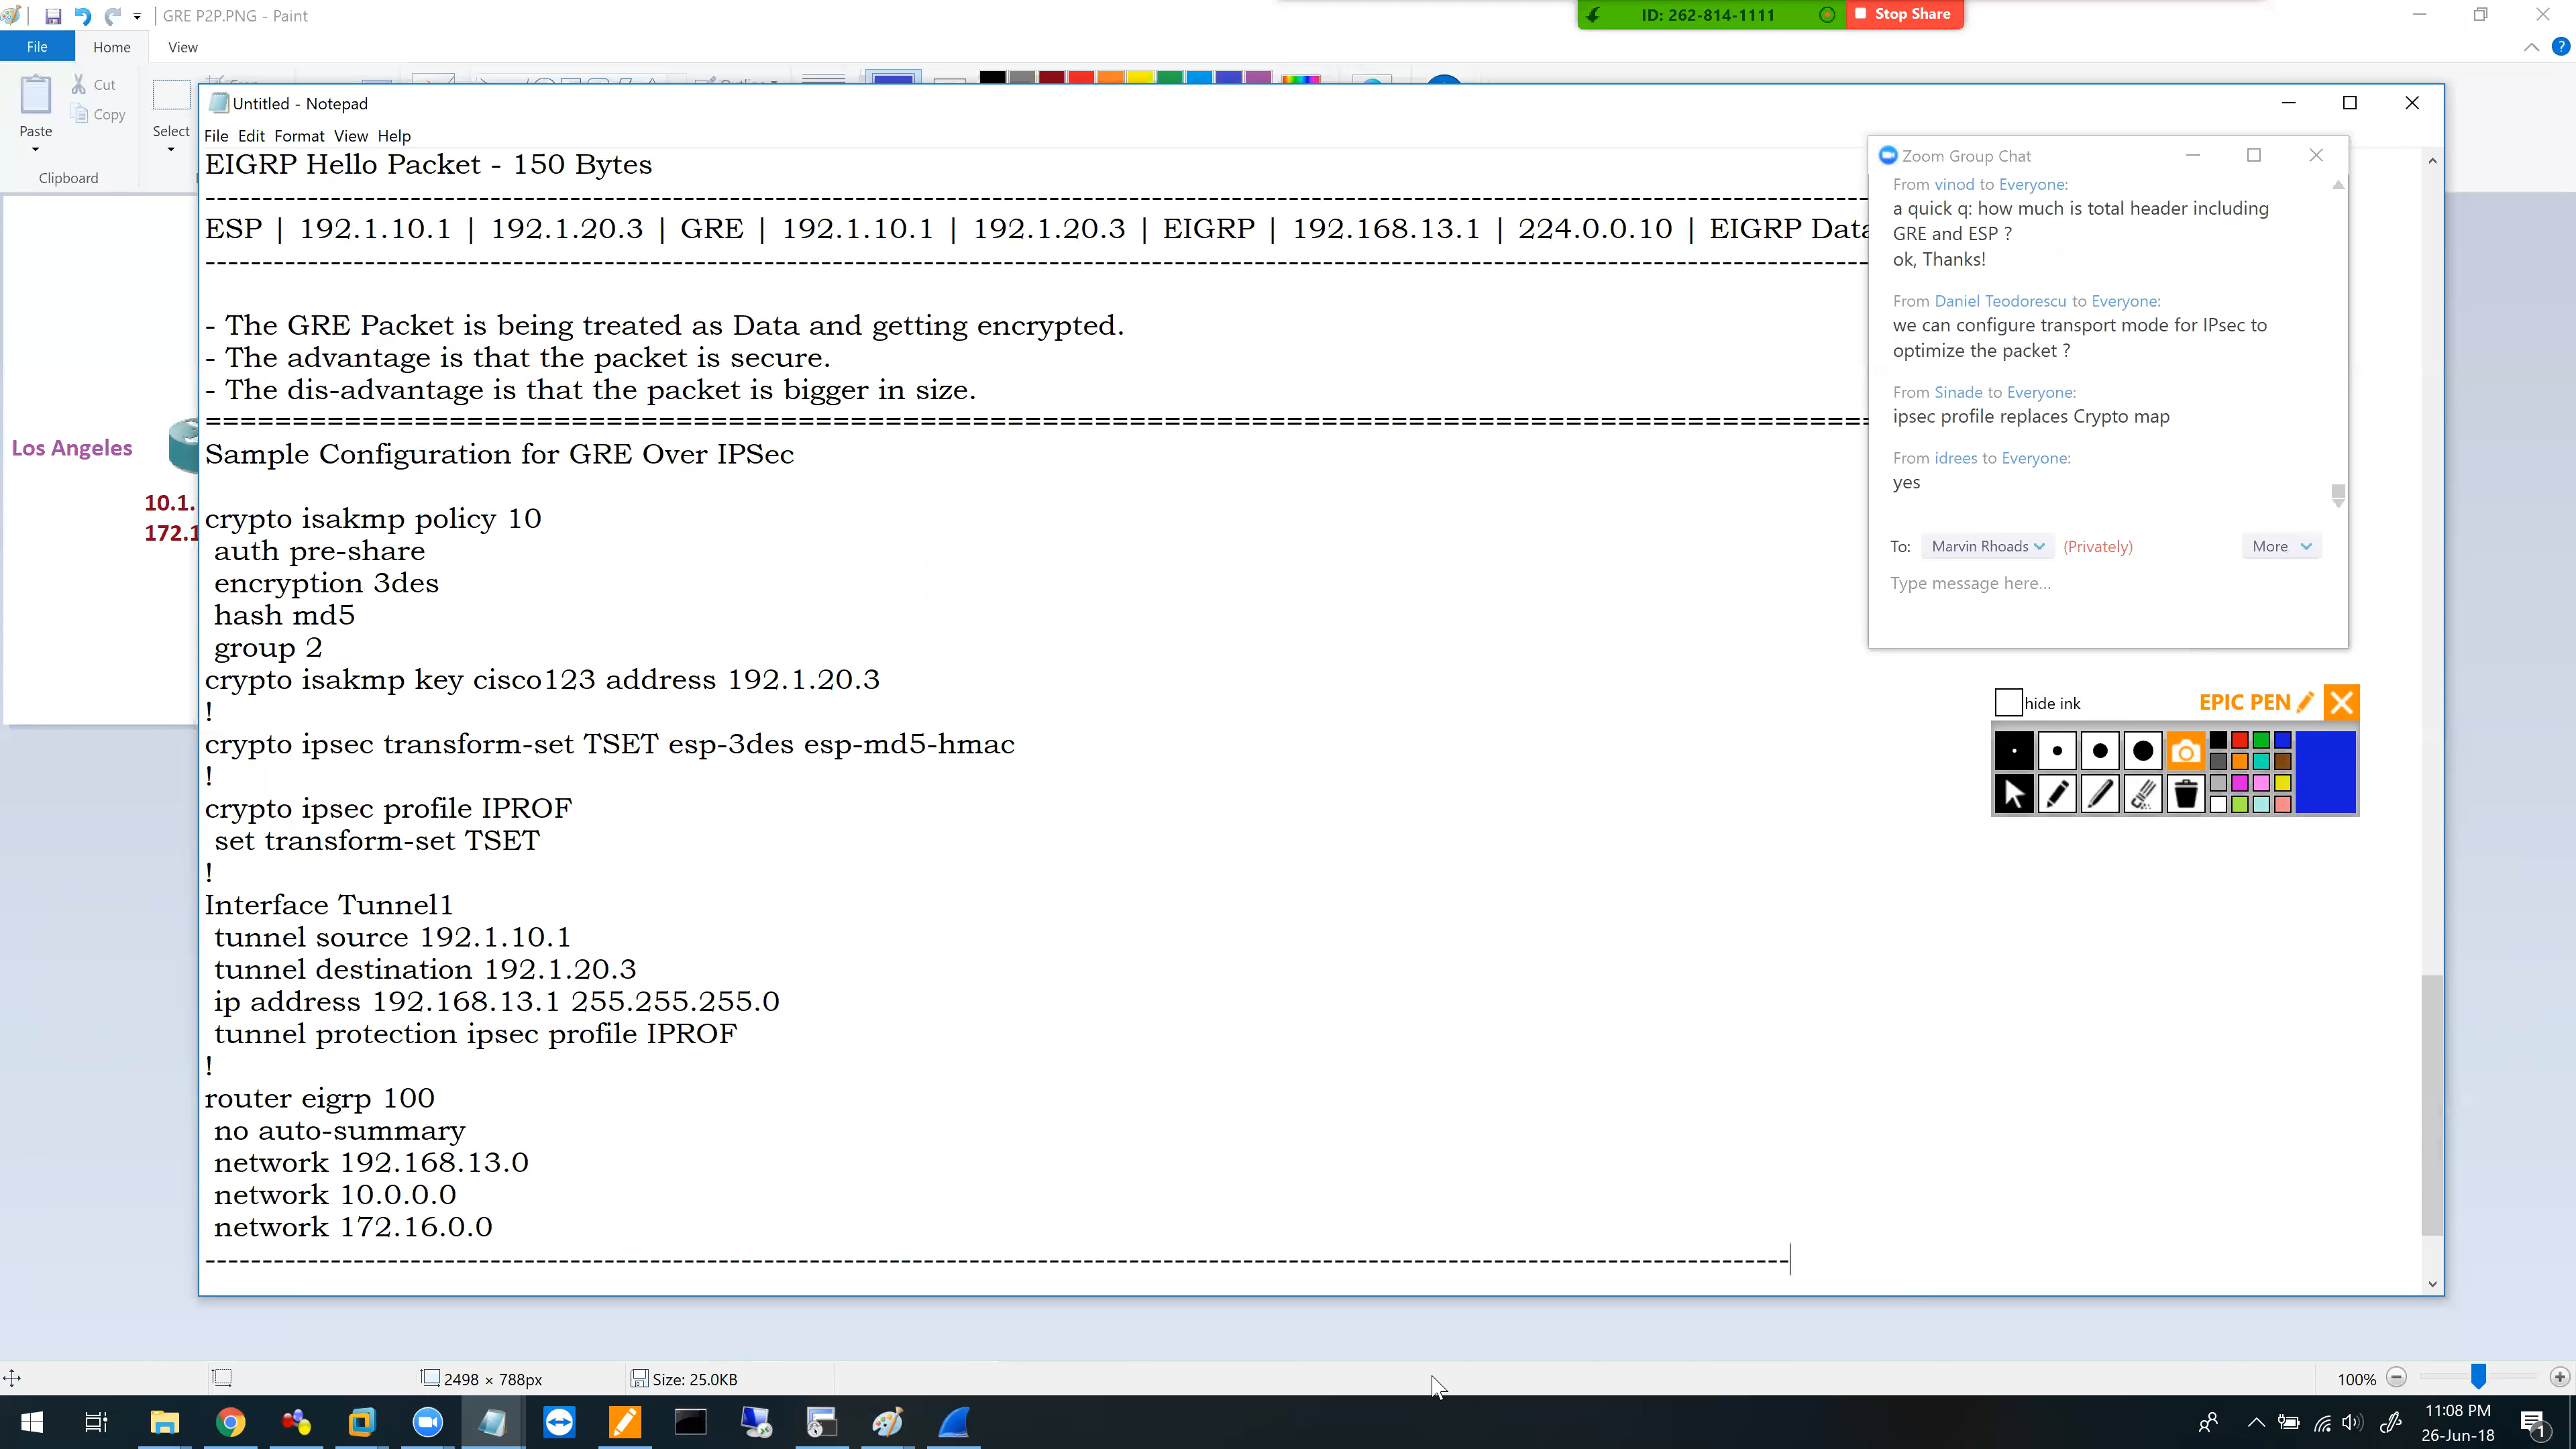 GRE P2P.PNG - Paint
ID: 262-814-1111
Stop Share
File Home View
Paste
Cut
Copy
Select
Clipboard
Untitled - Notepad
File Edit Format View Help
EIGRP Hello Packet - 150 Bytes
--------------------------------------------------------------------------------
ESP | 192.1.10.1 | 192.1.20.3 | GRE | 192.1.10.1 | 192.1.20.3 | EIGRP | 192.168.13.1 | 224.0.0.10 | EIGRP Data
--------------------------------------------------------------------------------
- The GRE Packet is being treated as Data and getting encrypted.
- The advantage is that the packet is secure.
- The dis-advantage is that the packet is bigger in size.
================================================================================
Sample Configuration for GRE Over IPSec
crypto isakmp policy 10
auth pre-share
encryption 3des
hash md5
group 2
crypto isakmp key cisco123 address 192.1.20.3
!
crypto ipsec transform-set TSET esp-3des esp-md5-hmac
!
crypto ipsec profile IPROF
set transform-set TSET
!
Interface Tunnel1
tunnel source 192.1.10.1
tunnel destination 192.1.20.3
ip address 192.168.13.1 255.255.255.0
tunnel protection ipsec profile IPROF
!
router eigrp 100
no auto-summary
network 192.168.13.0
network 10.0.0.0
network 172.16.0.0
--------------------------------------------------------------------------------
Los Angeles
10.1.
172.1
Zoom Group Chat
From vinod to Everyone:
a quick q: how much is total header including
GRE and ESP ?
ok, Thanks!
From Daniel Teodorescu to Everyone:
we can configure transport mode for IPsec to
optimize the packet ?
From Sinade to Everyone:
ipsec profile replaces Crypto map
From idrees to Everyone:
yes
To: Marvin Rhoads (Privately) More
Type message here...
hide ink EPIC PEN
2498 × 788px
Size: 25.0KB
100%
11:08 PM
26-Jun-18
1